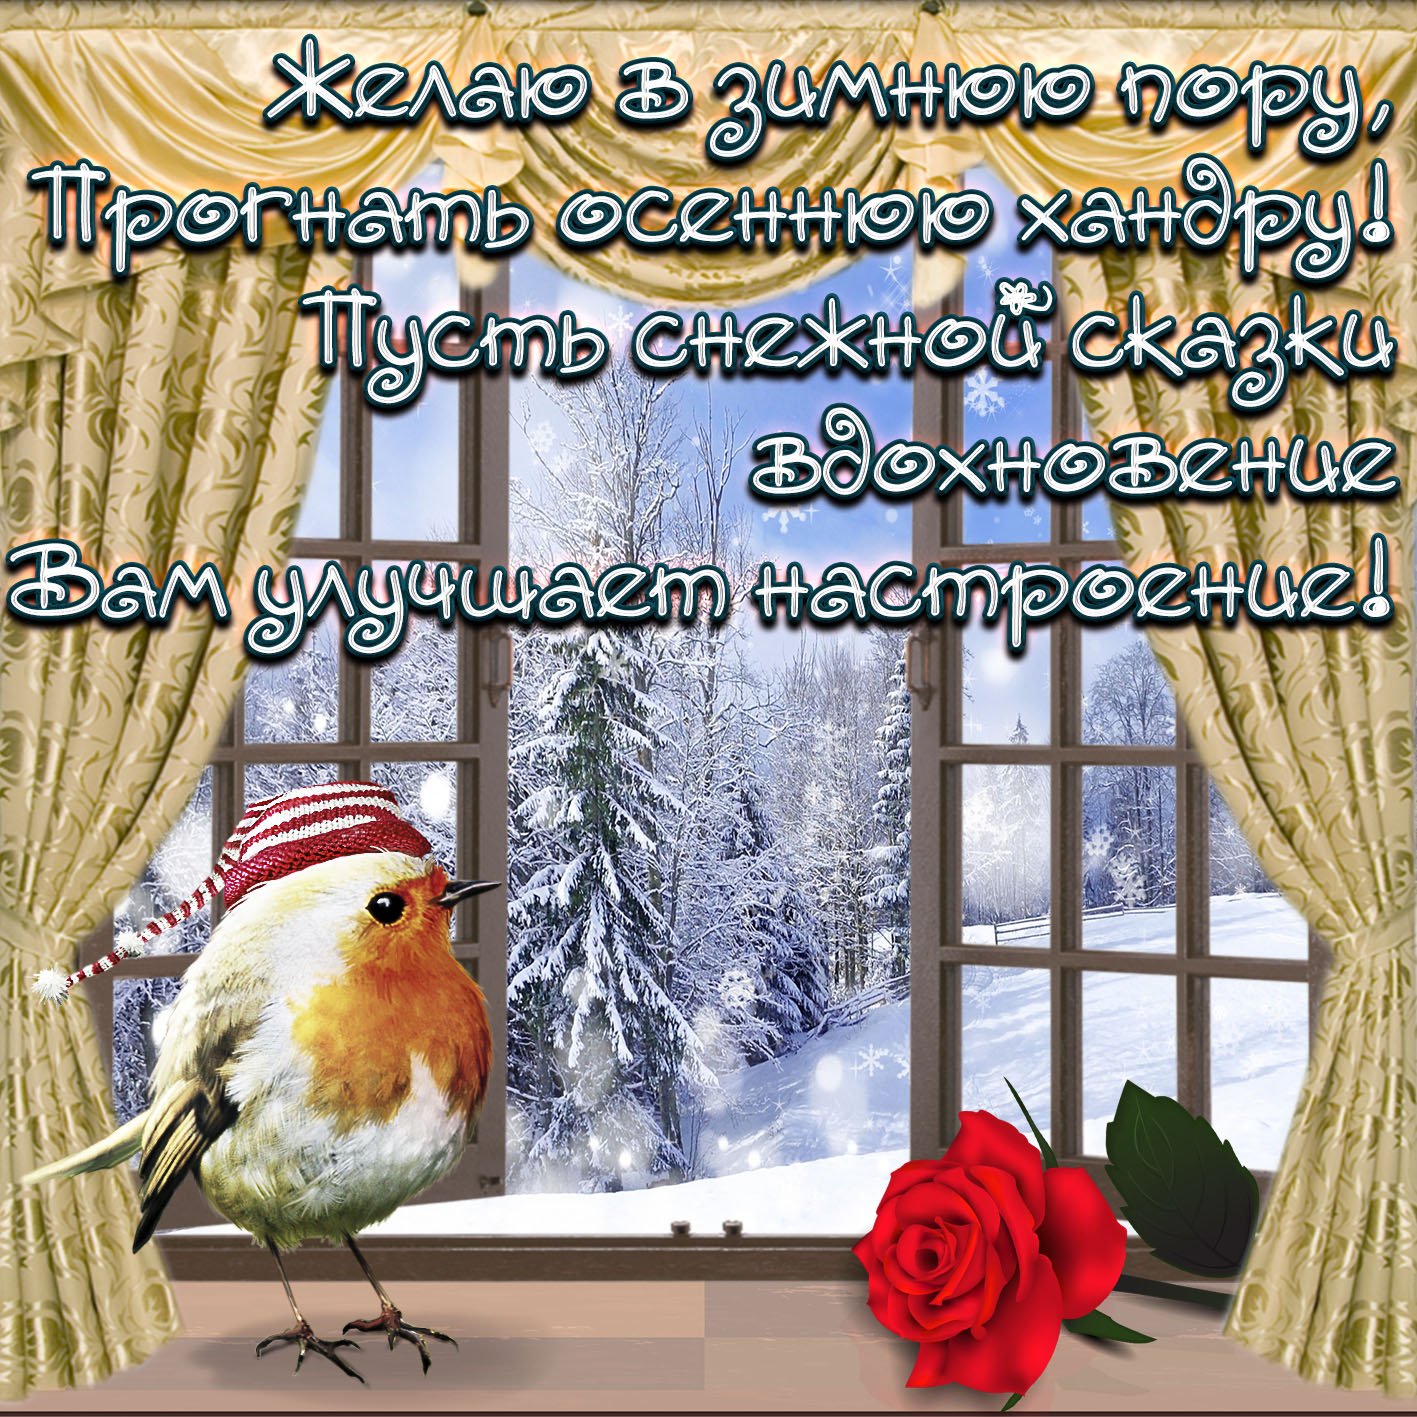 Желаю в зимнюю пору,
Прогнать осеннюю хандру!
Пусть снежной сказки
вдохновение
Вам улучшает настроение!